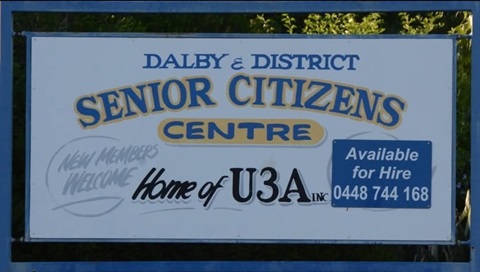 DALBY & DISTRICT
SENIOR CITIZENS
CENTRE
NEW MEMBERS
WELCOME
Home of U3A INC
Available
for Hire
0448 744 168